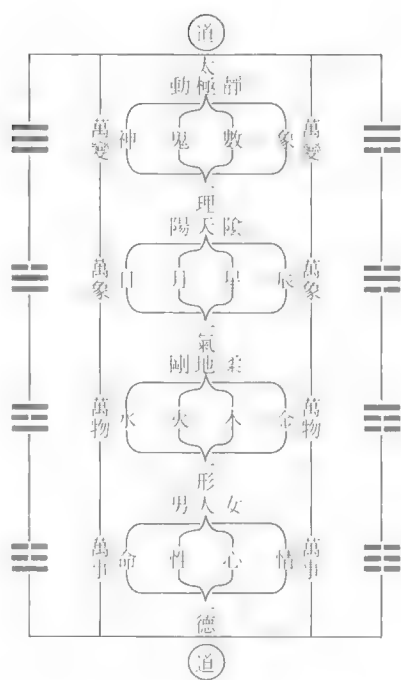 道
太
動極靜
萬變 神 鬼 數 象 萬變
一理
陽天陰
萬象 日 月 星 辰 萬象
一氣
剛地柔
萬物 水 火 木 金 萬物
一形
男人女
萬事 命 性 心 情 萬事
一德
道